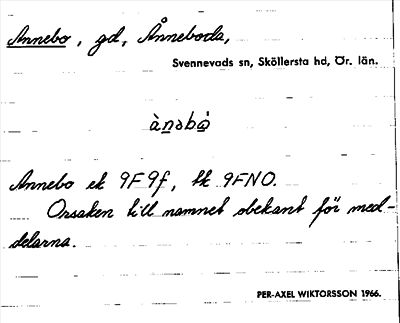 Annebo, gd, Ånneboda,
Svennevads sn, Sköllersta hd, Ör. län.
ànəbò̱
Annebo ek 9F9f, tk 9FNO.
Orsaken till namnet obekant för med-
delarna.
PER-AXEL WIKTORSSON 1966.